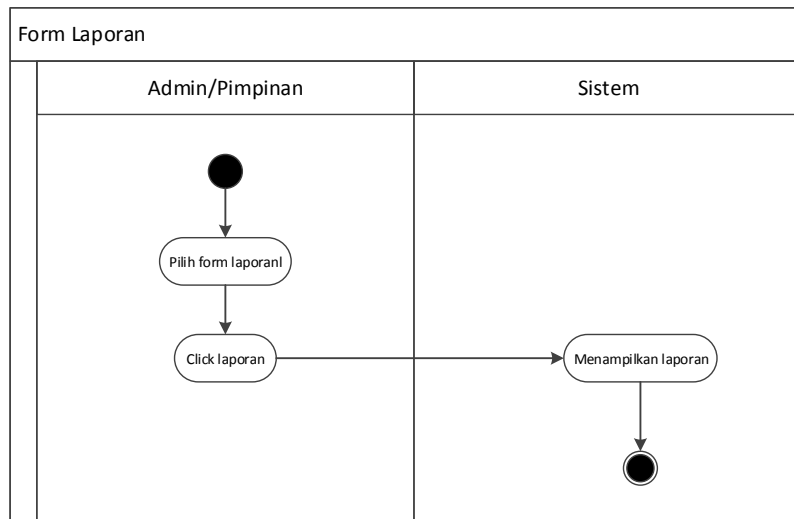 Form Laporan
Admin/Pimpinan
Sistem
Pilih form laporanl
Click laporan
Menampilkan laporan